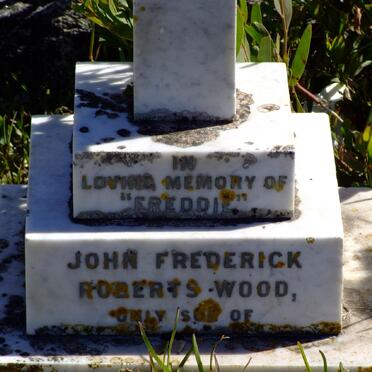 IN
LOVING MEMORY OF
"FREDDIE"
JOHN FREDERICK
ROBERTS WOOD,
ONLY SON OF